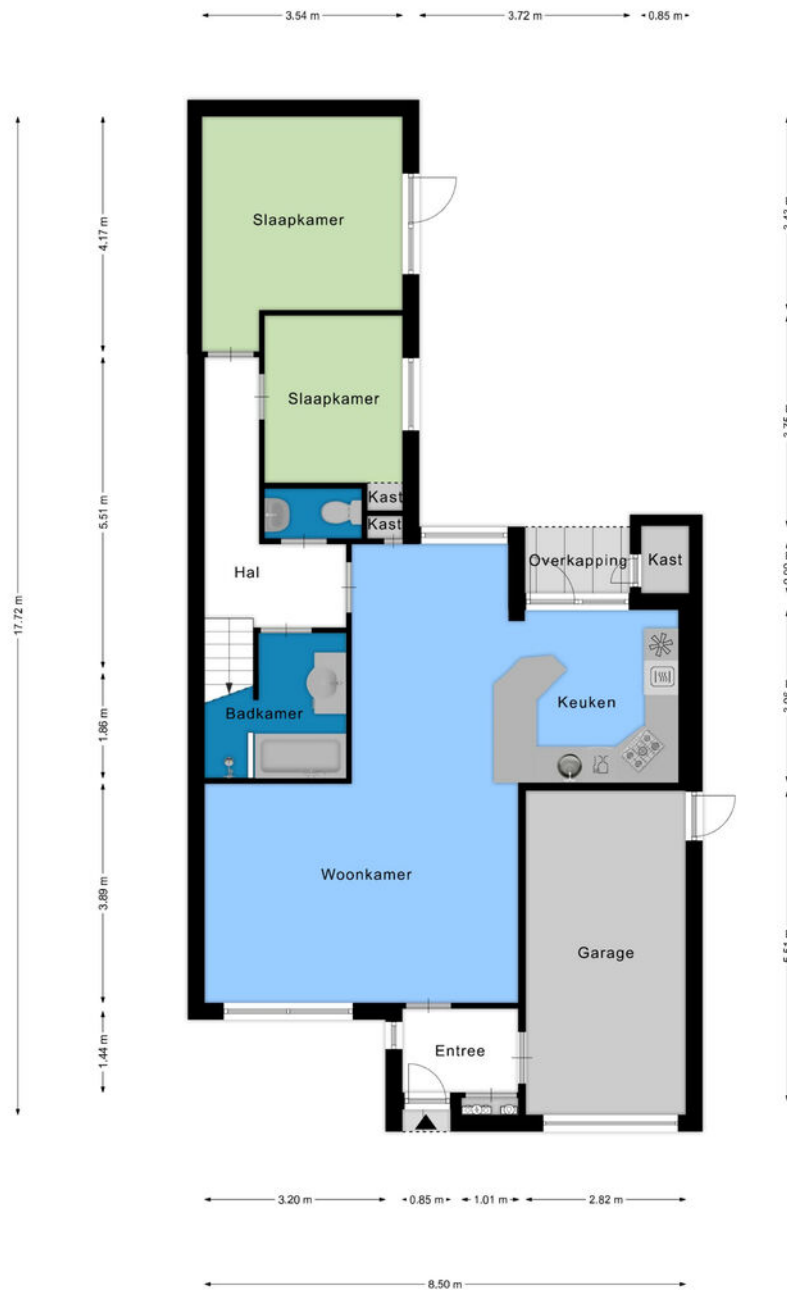 3.54 m
3.72 m
0.85 m
Slaapkamer
4.17 m
Slaapkamer
Kast
Kast
5.51 m
Overkapping
Kast
Hal
17.72 m
Keuken
Badkamer
1.86 m
Woonkamer
3.89 m
Garage
Entree
1.44 m
3.20 m
0.85 m
1.01 m
2.82 m
8.50 m